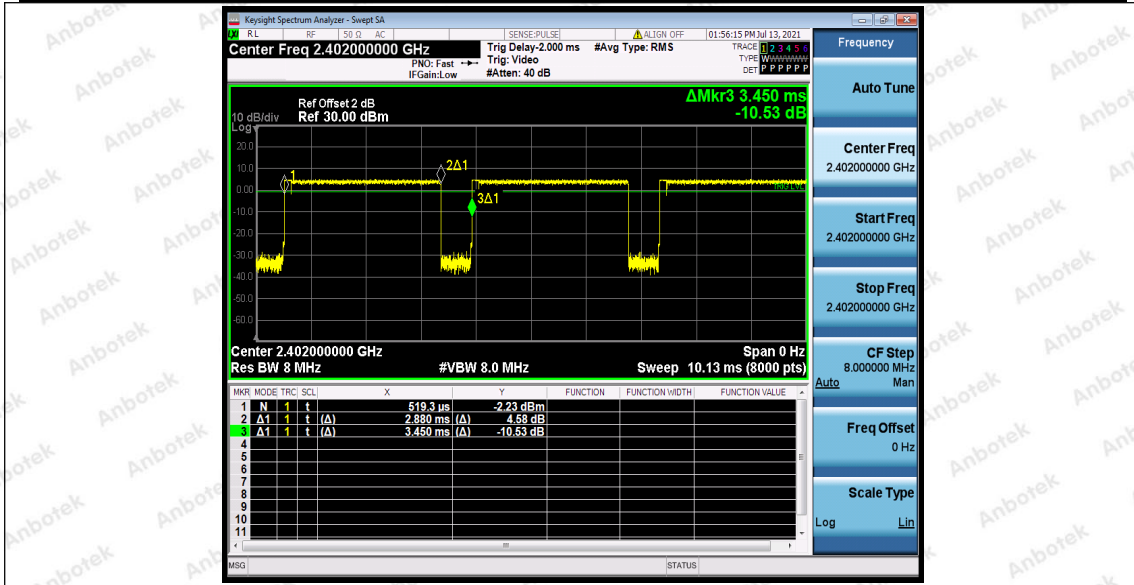 Keysight Spectrum Analyzer - Swept SA
LXI RL RF 50 Ω AC SENSE:PULSE ALIGN OFF 01:56:15 PM Jul 13, 2021
Center Freq 2.402000000 GHz
PNO: Fast
IFGain:Low
Trig Delay-2.000 ms
Trig: Video
#Atten: 40 dB
#Avg Type: RMS
TRACE 1 2 3 4 5 6
TYPE WWWWWW
DET P P P P P P
ΔMkr3 3.450 ms
-10.53 dB
Ref Offset 2 dB
10 dB/div Ref 30.00 dBm
Log
20.0
10.0
0.00
-10.0
-20.0
-30.0
-40.0
-50.0
-60.0
1
2Δ1
3Δ1
TRIG LVL
Center 2.402000000 GHz Span 0 Hz
Res BW 8 MHz #VBW 8.0 MHz Sweep 10.13 ms (8000 pts)
MKR MODE TRC SCL X Y FUNCTION FUNCTION WIDTH FUNCTION VALUE
1 N 1 t 519.3 µs -2.23 dBm
2 Δ1 1 t (Δ) 2.880 ms (Δ) 4.58 dB
3 Δ1 1 t (Δ) 3.450 ms (Δ) -10.53 dB
4
5
6
7
8
9
10
11
MSG STATUS
Frequency
Auto Tune
Center Freq
2.402000000 GHz
Start Freq
2.402000000 GHz
Stop Freq
2.402000000 GHz
CF Step
8.000000 MHz
Auto Man
Freq Offset
0 Hz
Scale Type
Log Lin
Anbotek